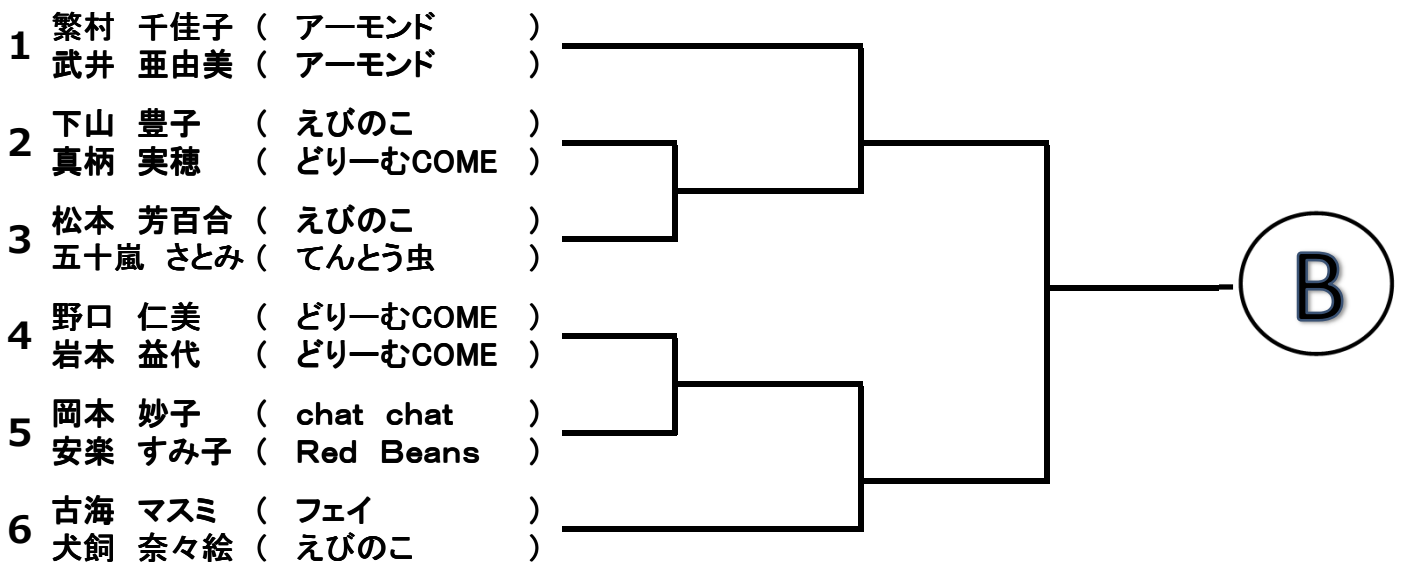 1
繁村 千佳子 ( アーモンド )
武井 亜由美 ( アーモンド )
2
下山 豊子 ( えびのこ )
真柄 実穂 ( どりーむCOME )
3
松本 芳百合 ( えびのこ )
五十嵐 さとみ ( てんとう虫 )
4
野口 仁美 ( どりーむCOME )
岩本 益代 ( どりーむCOME )
5
岡本 妙子 ( chat chat )
安楽 すみ子 ( Red Beans )
6
古海 マスミ ( フェイ )
犬飼 奈々絵 ( えびのこ )
B